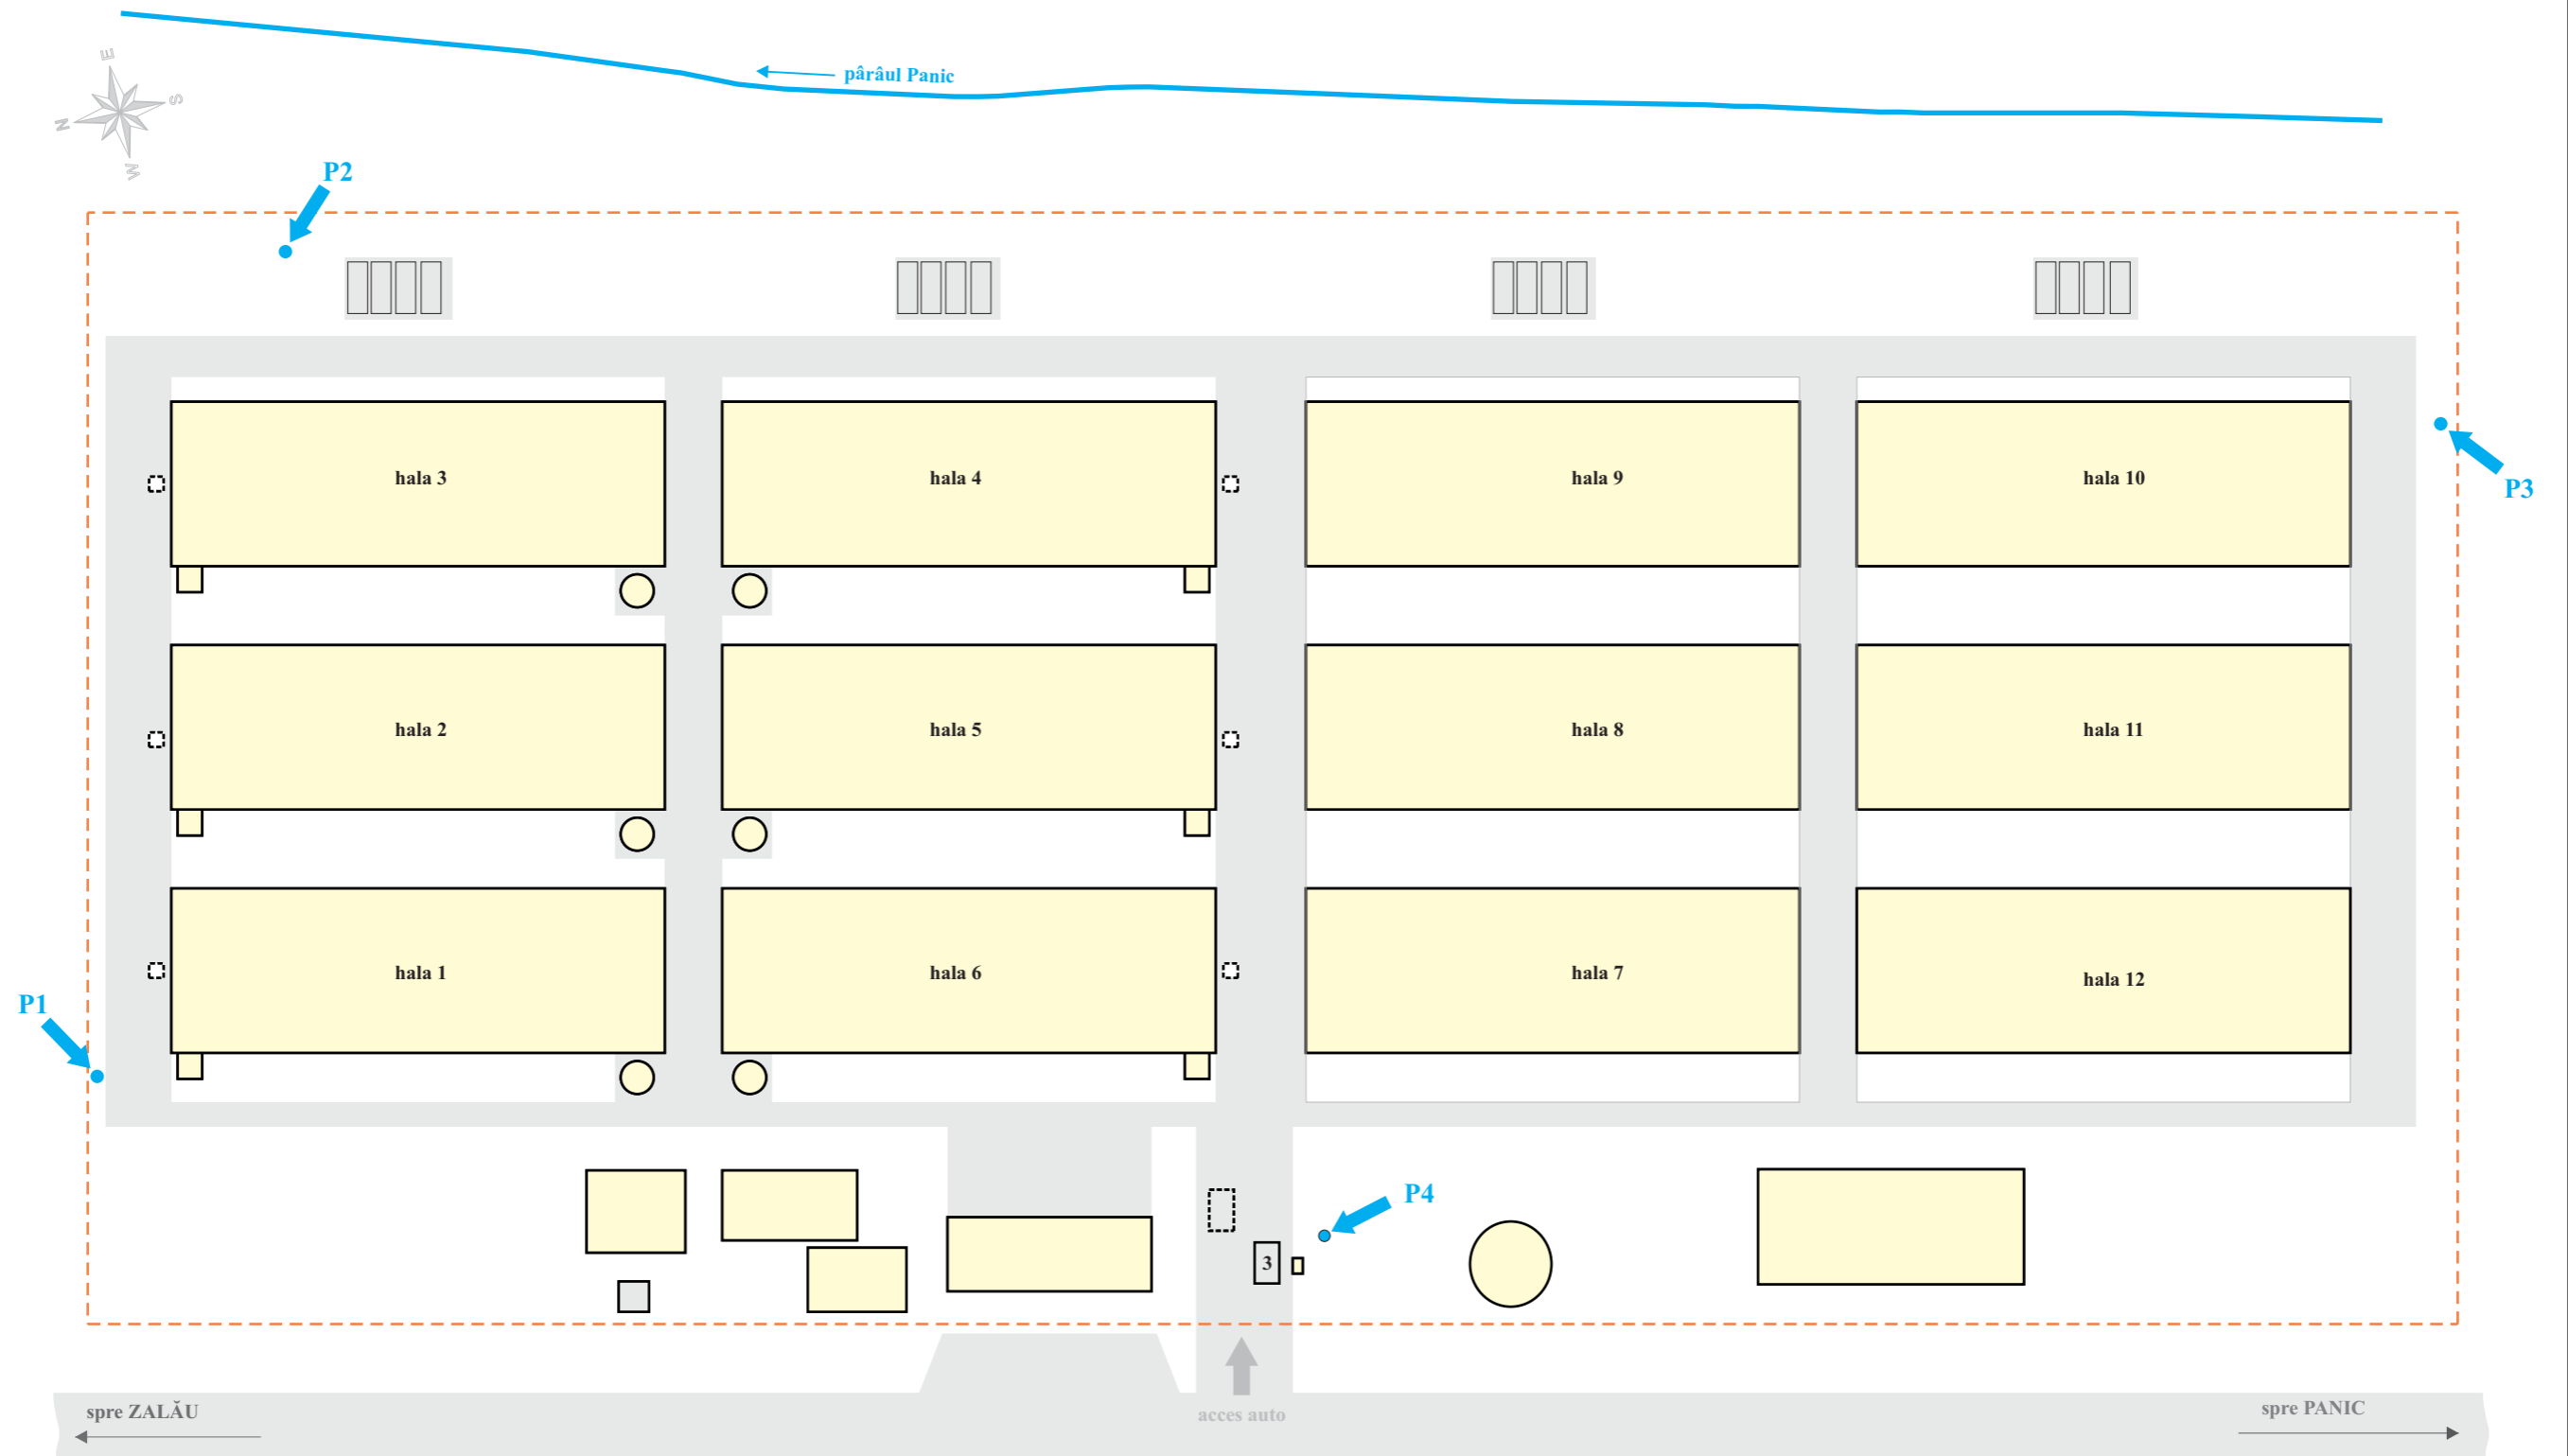 pârâul Panic
E
S
N
W
P2
P3
hala 3
hala 4
hala 9
hala 10
hala 2
hala 5
hala 8
hala 11
hala 1
hala 6
hala 7
hala 12
P1
P4
3
acces auto
spre ZALĂU
spre PANIC